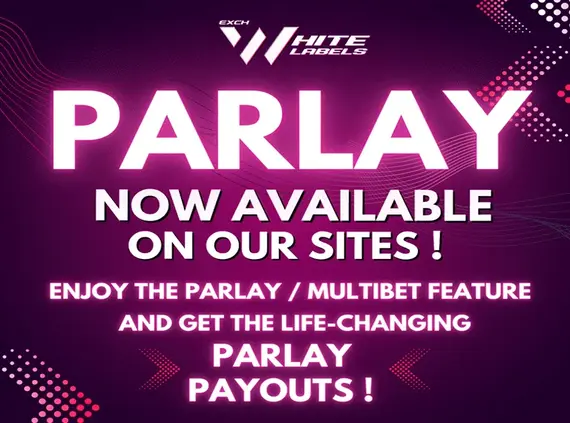 EXCH
WHITE
LABELS
PARLAY
NOW AVAILABLE
ON OUR SITES !
ENJOY THE PARLAY / MULTIBET FEATURE
AND GET THE LIFE-CHANGING
PARLAY
PAYOUTS !